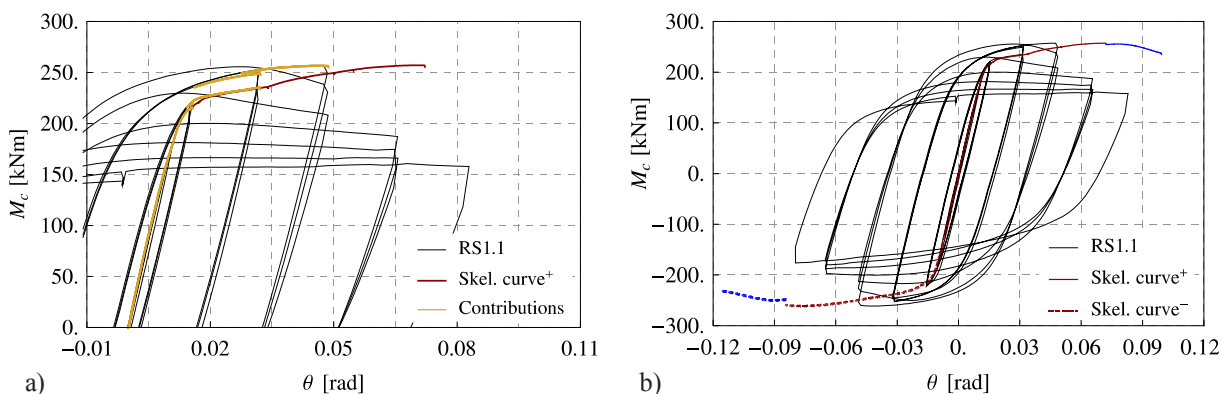 300.
250.
200.
150.
100.
50.
0.
M_c [kNm]
RS1.1
Skel. curve⁺
Contributions
−0.01 0.02 0.05 0.08 0.11
a) θ [rad]
300.
200.
100.
0.
−100.
−200.
−300.
M_c [kNm]
RS1.1
Skel. curve⁺
Skel. curve⁻
−0.12 −0.09 −0.06 −0.03 0. 0.03 0.06 0.09 0.12
b) θ [rad]